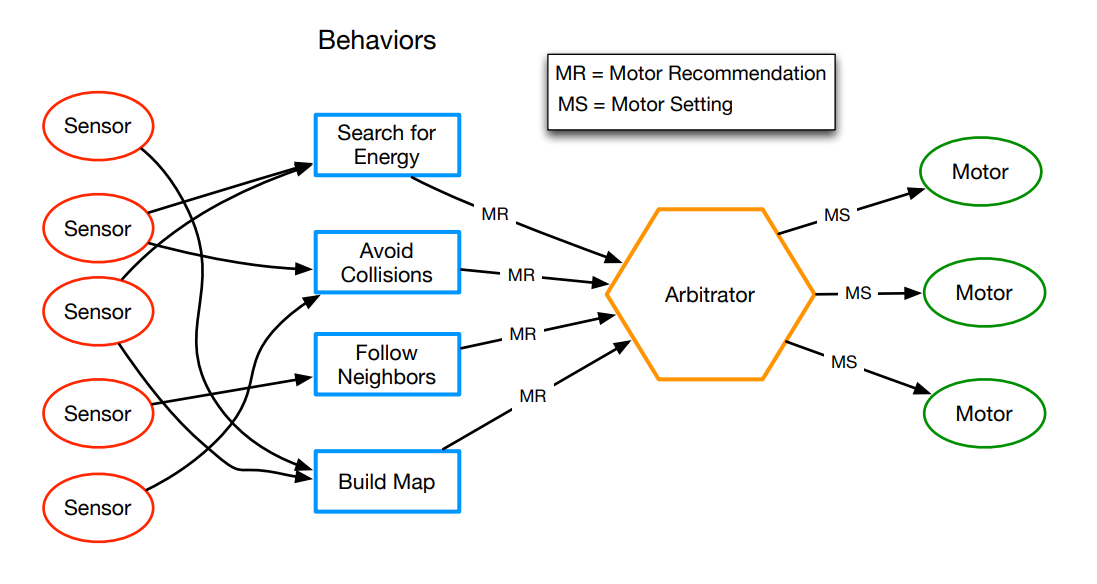 Behaviors
MR = Motor Recommendation
MS = Motor Setting
Sensor
Sensor
Sensor
Sensor
Sensor
Search for
Energy
Avoid
Collisions
Follow
Neighbors
Build Map
MR
MR
MR
MR
Arbitrator
MS
MS
MS
Motor
Motor
Motor